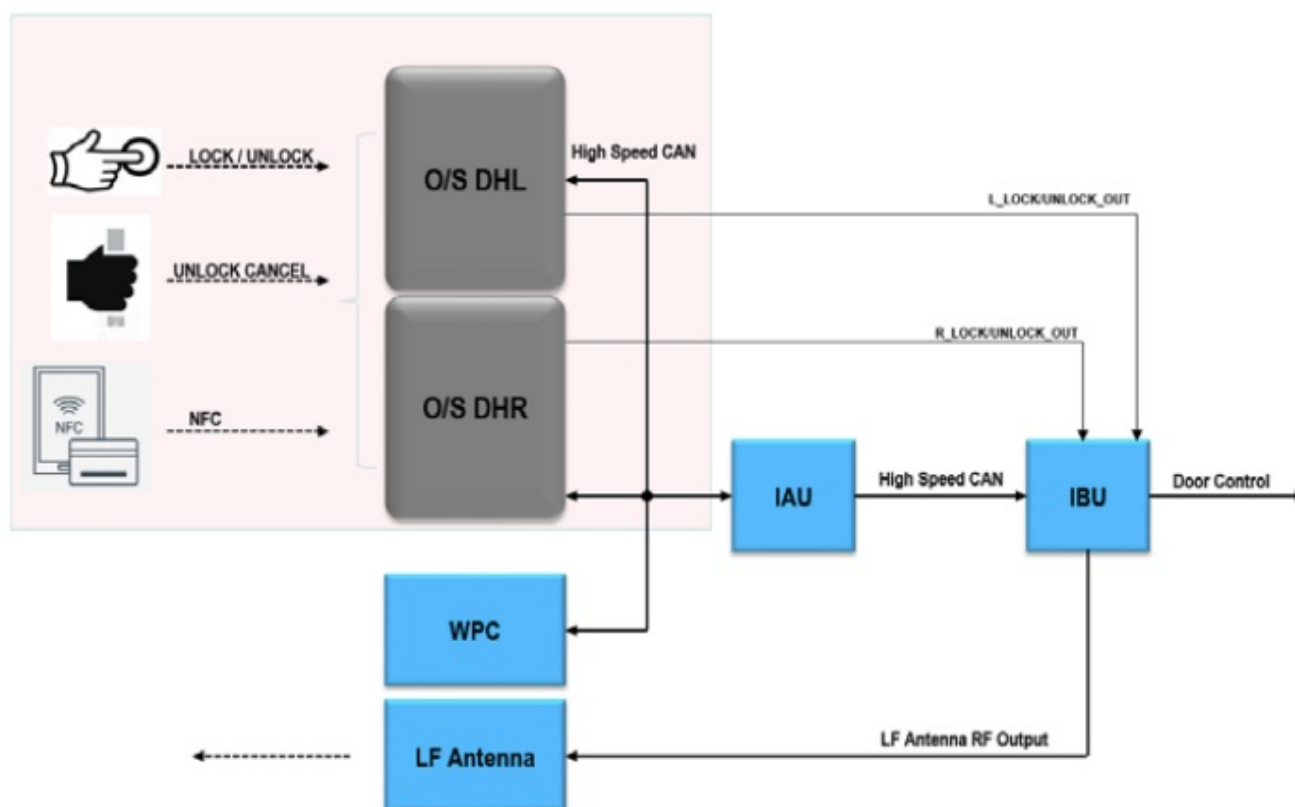 LOCK / UNLOCK
O/S DHL
High Speed CAN
L_LOCK/UNLOCK_OUT
UNLOCK CANCEL
R_LOCK/UNLOCK_OUT
NFC
NFC
O/S DHR
IAU
High Speed CAN
IBU
Door Control
WPC
LF Antenna
LF Antenna RF Output